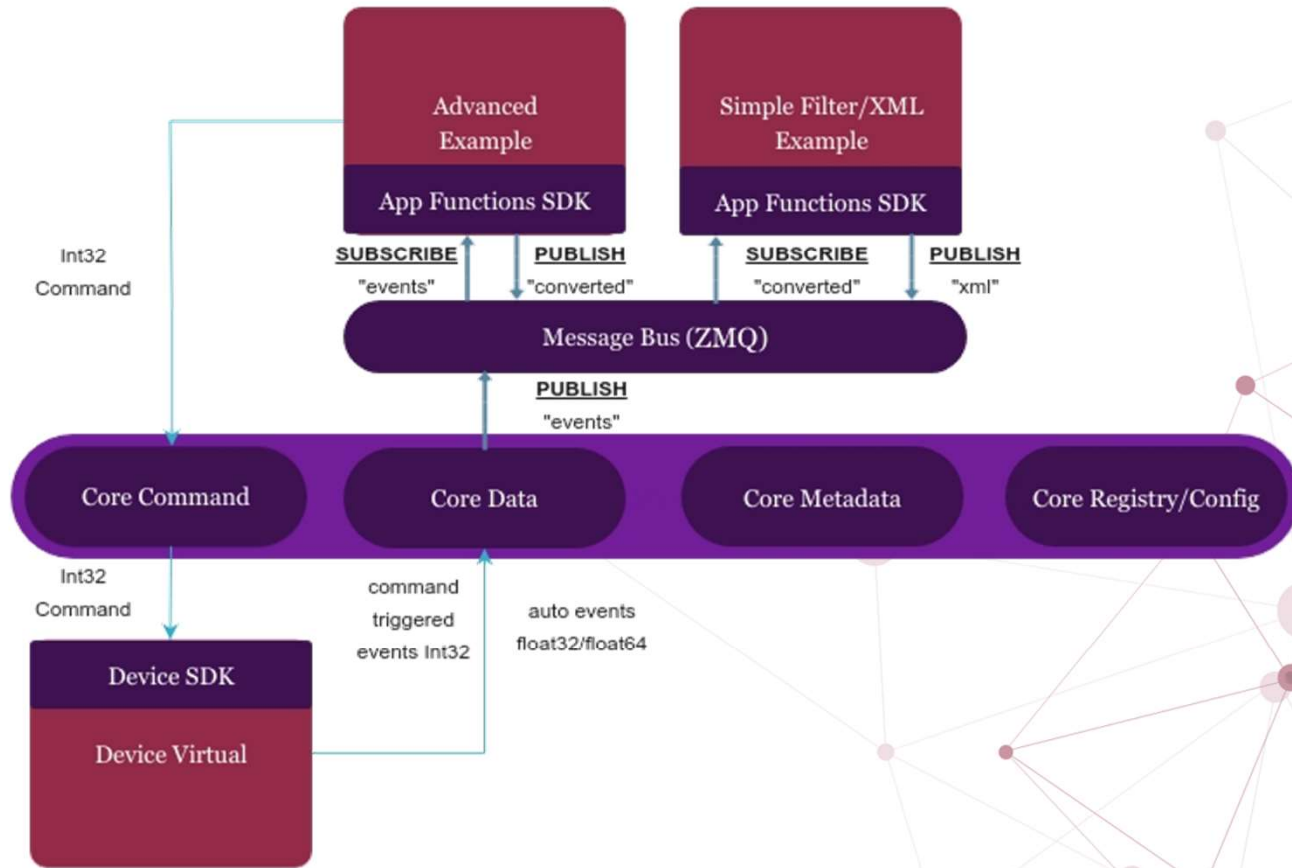 Advanced
Example
App Functions SDK
Simple Filter/XML
Example
App Functions SDK
Int32
Command
SUBSCRIBE
"events"
PUBLISH
"converted"
SUBSCRIBE
"converted"
PUBLISH
"xml"
Message Bus (ZMQ)
PUBLISH
"events"
Core Command
Core Data
Core Metadata
Core Registry/Config
Int32
Command
command
triggered
events Int32
auto events
float32/float64
Device SDK
Device Virtual